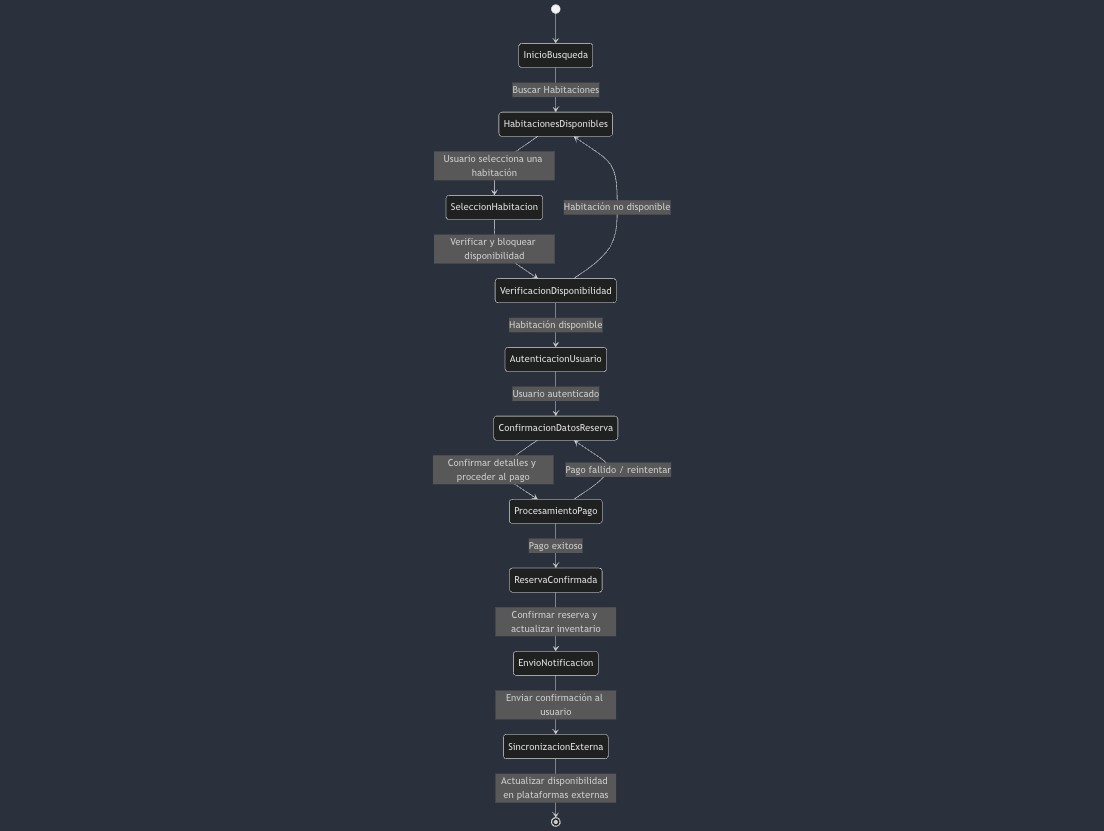 InicioBusqueda
Buscar Habitaciones
HabitacionesDisponibles
Usuario selecciona una
habitación
SeleccionHabitacion
Habitación no disponible
Verificar y bloquear
disponibilidad
VerificacionDisponibilidad
Habitación disponible
AutenticacionUsuario
Usuario autenticado
ConfirmacionDatosReserva
Confirmar detalles y
proceder al pago
Pago fallido / reintentar
ProcesamientoPago
Pago exitoso
ReservaConfirmada
Confirmar reserva y
actualizar inventario
EnvioNotificacion
Enviar confirmación al
usuario
SincronizacionExterna
Actualizar disponibilidad
en plataformas externas